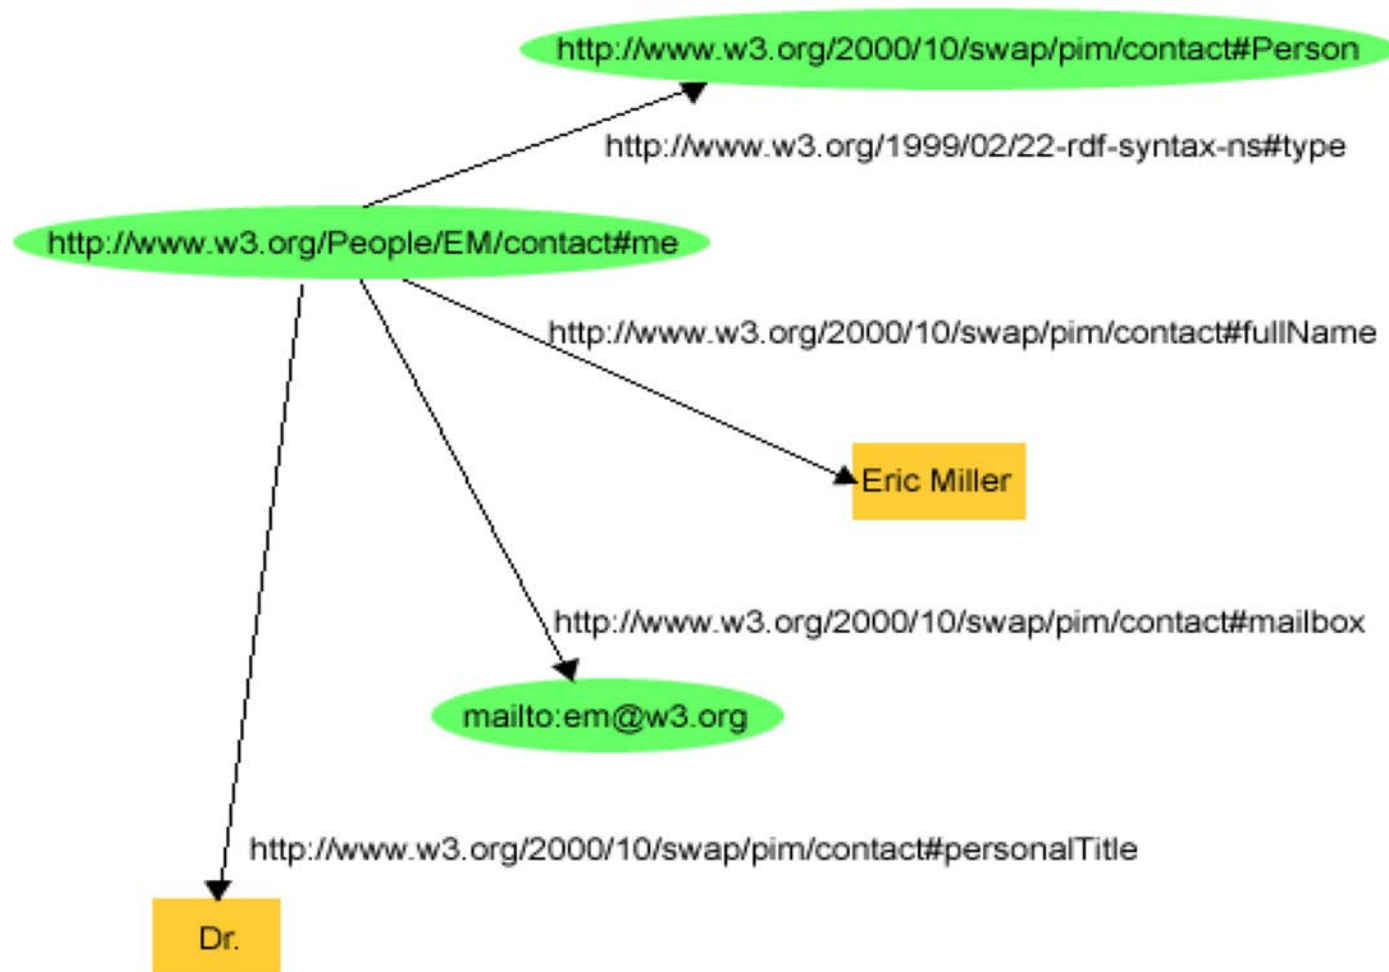 http://www.w3.org/2000/10/swap/pim/contact#Person
http://www.w3.org/1999/02/22-rdf-syntax-ns#type
http://www.w3.org/People/EM/contact#me
http://www.w3.org/2000/10/swap/pim/contact#fullName
Eric Miller
http://www.w3.org/2000/10/swap/pim/contact#mailbox
mailto:em@w3.org
http://www.w3.org/2000/10/swap/pim/contact#personalTitle
Dr.